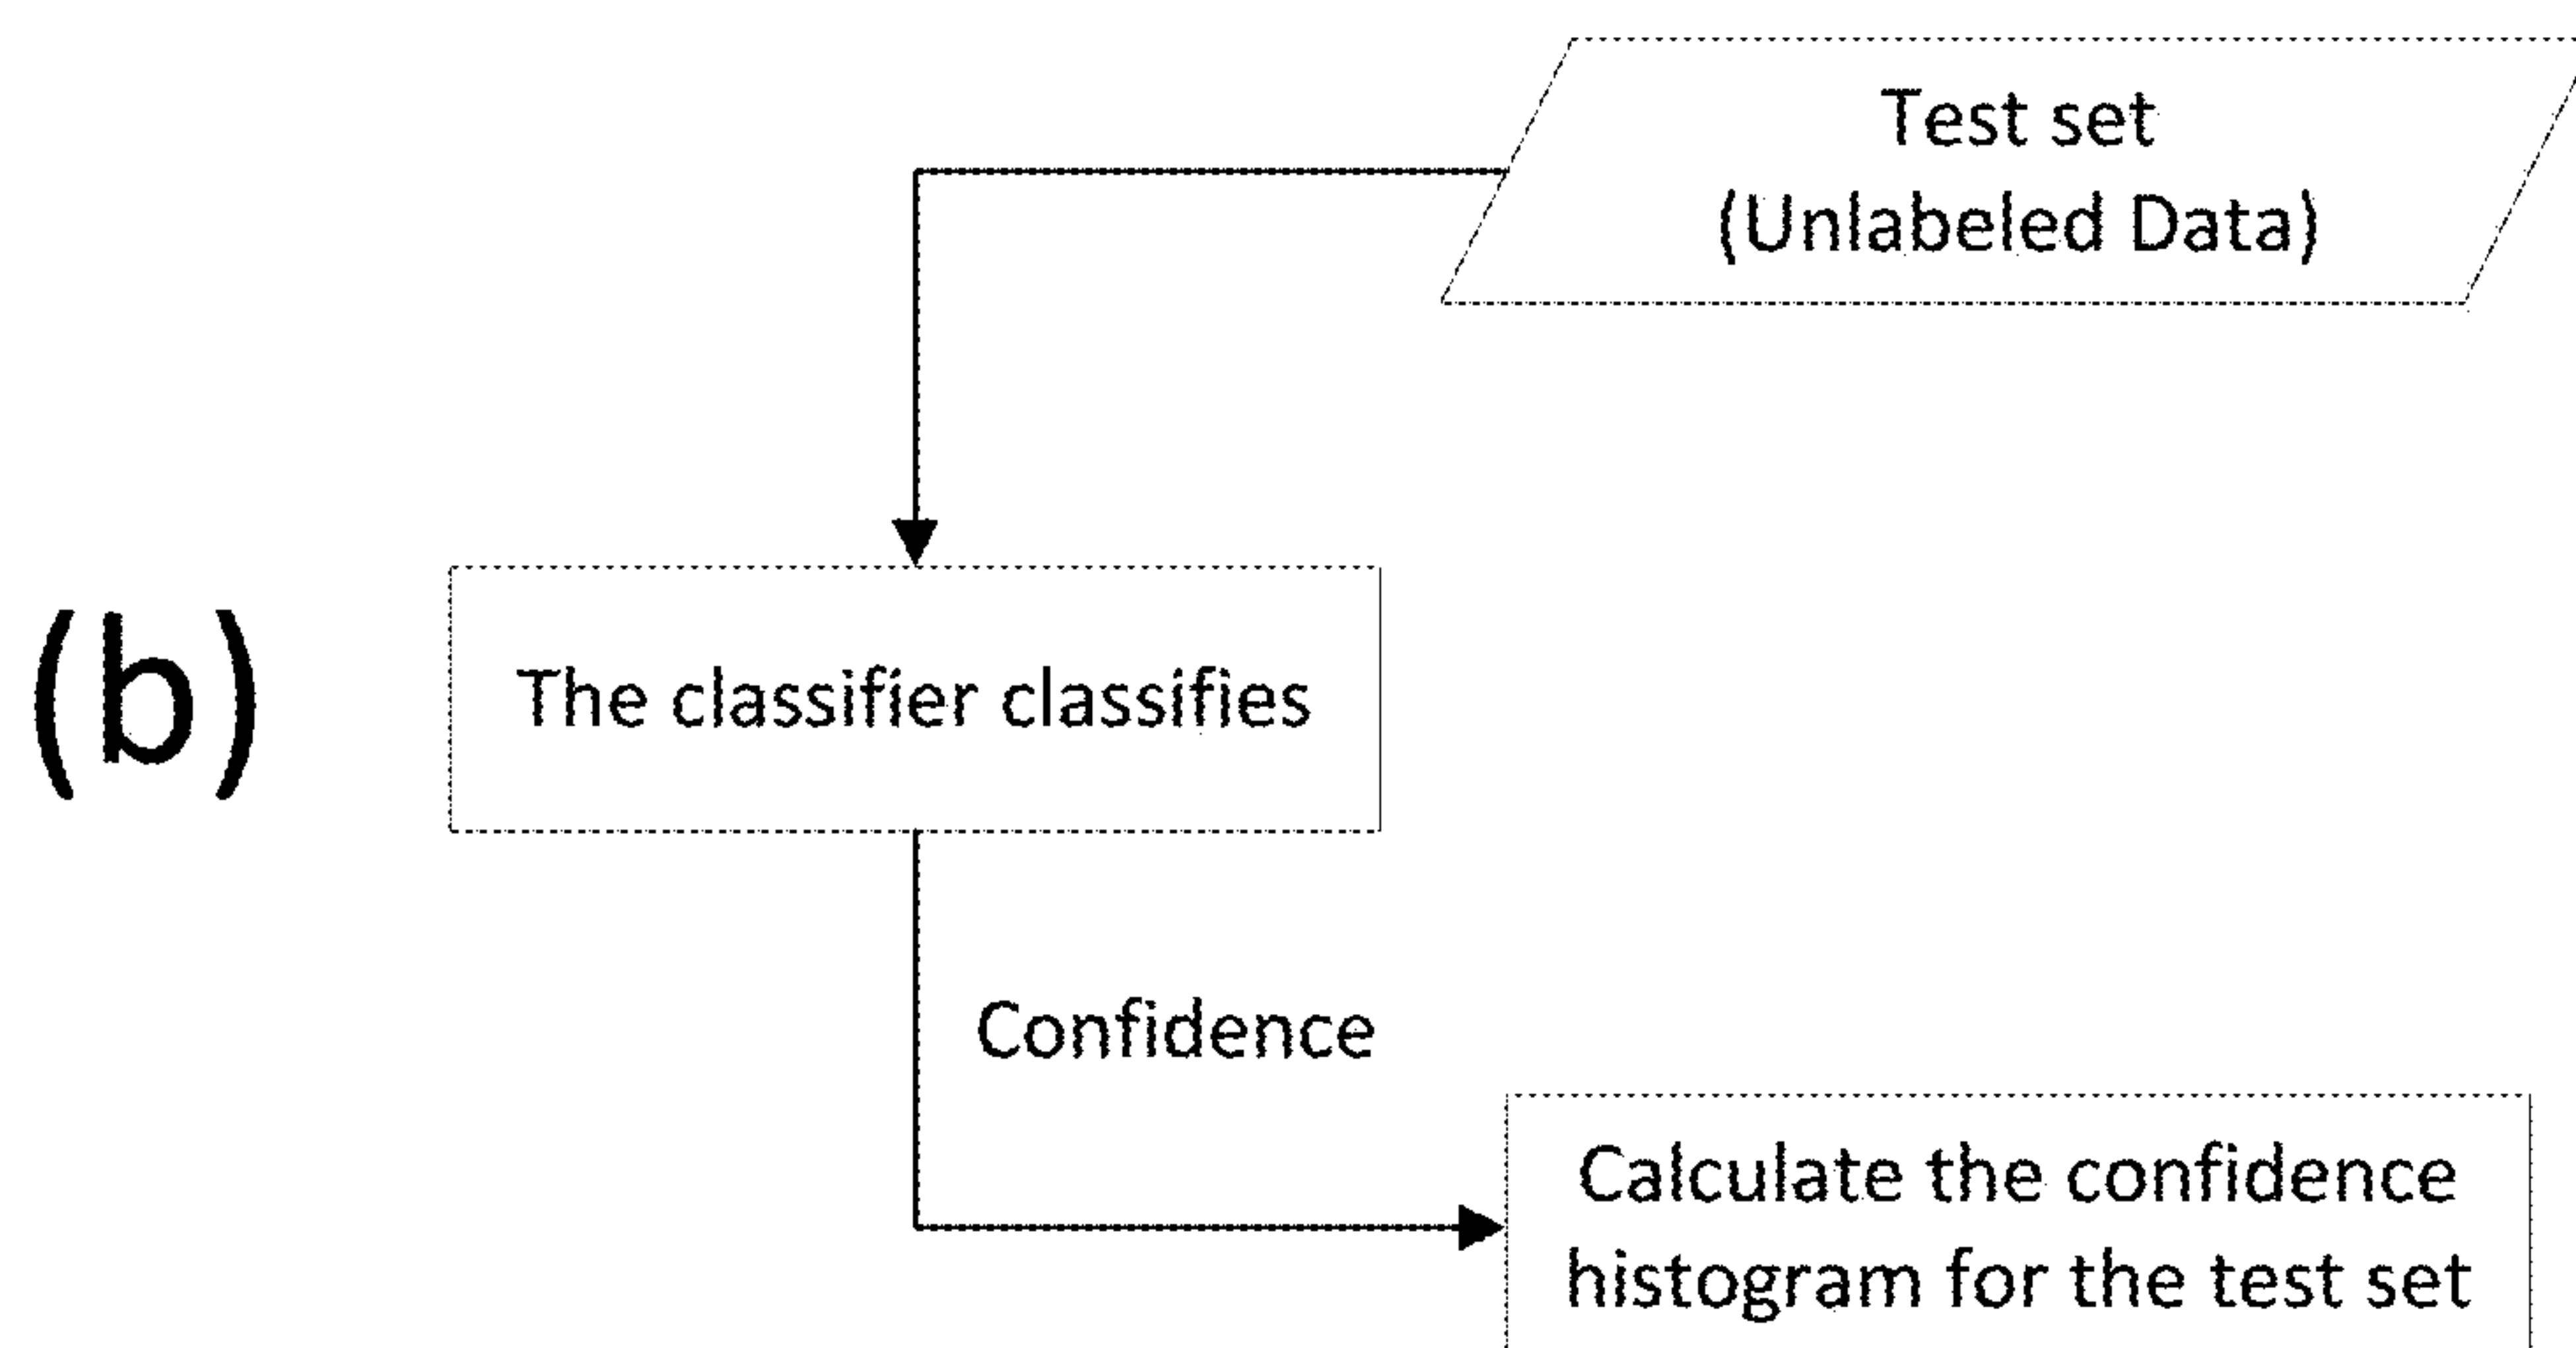 Test set
(Unlabeled Data)
(b)
The classifier classifies
Confidence
Calculate the confidence
histogram for the test set